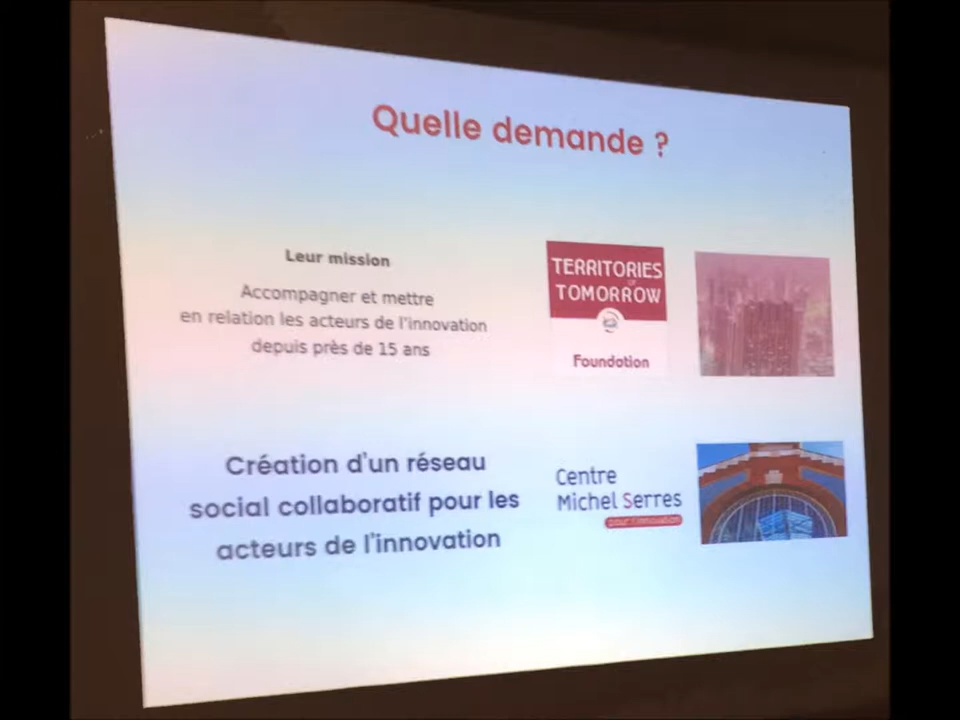 Quelle demande ?
Leur mission
Accompagner et mettre
en relation les acteurs de l'innovation
depuis près de 15 ans
TERRITORIES
OF
TOMORROW
Foundation
Création d'un réseau
social collaboratif pour les
acteurs de l'innovation
Centre
Michel Serres
pour l'innovation